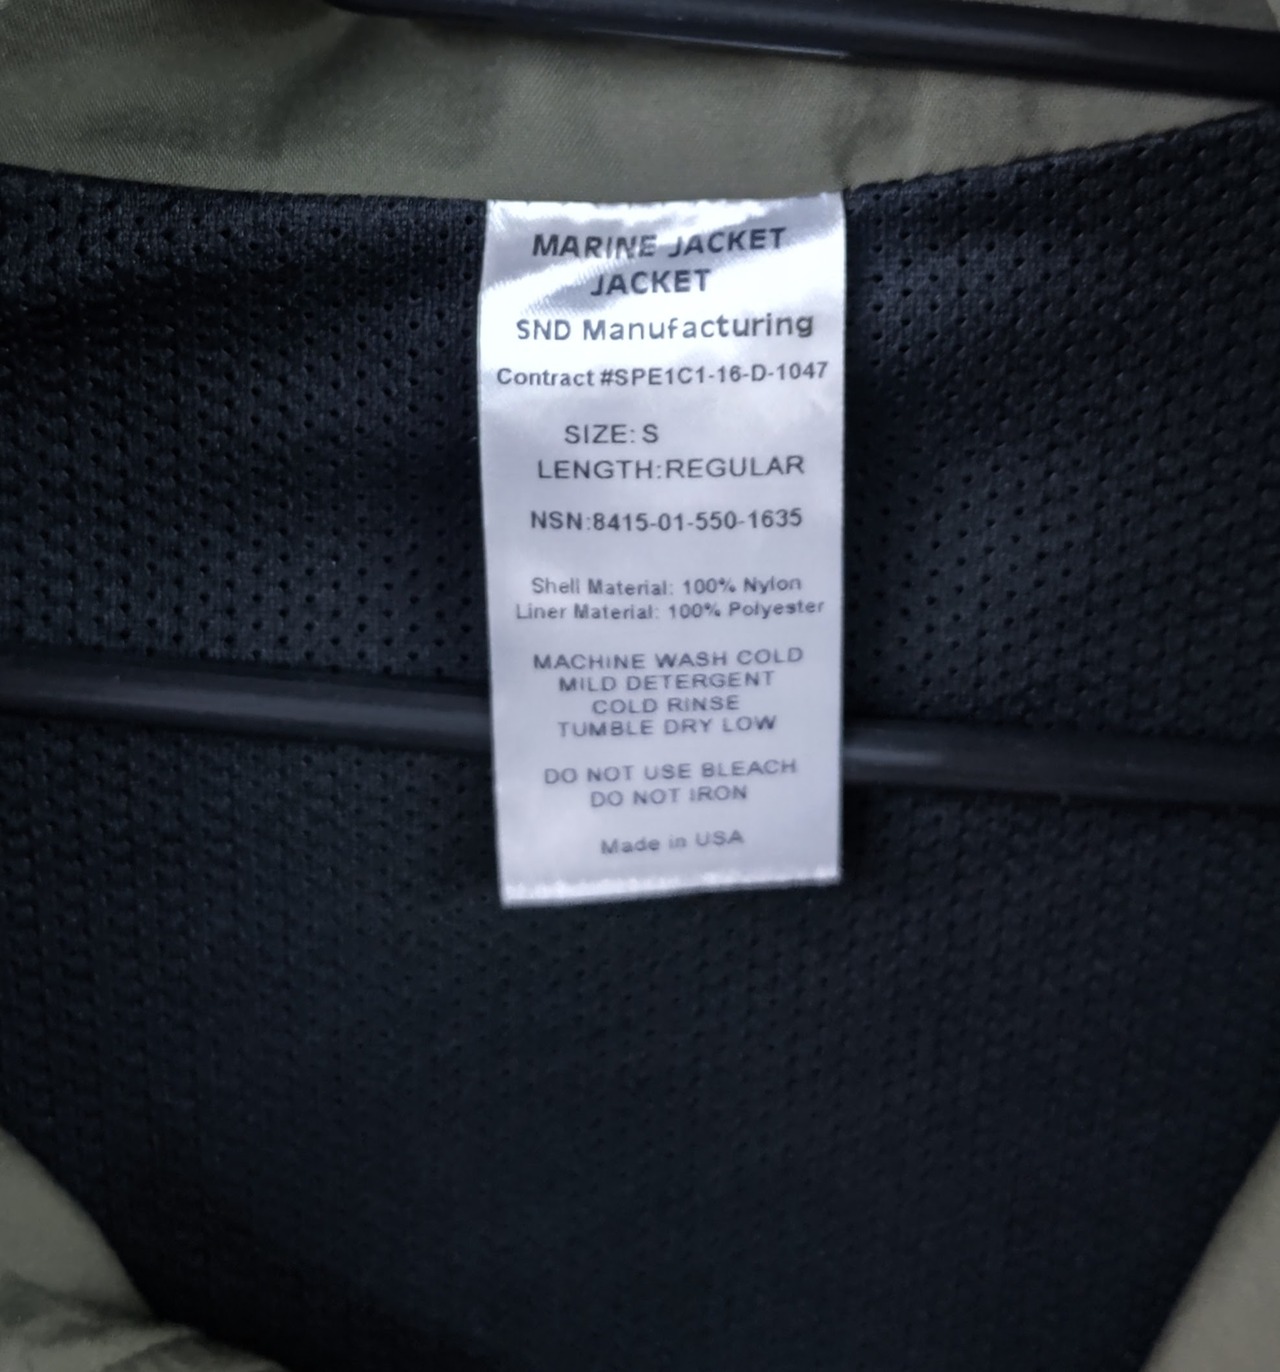 MARINE JACKET
JACKET
SND Manufacturing
Contract #SPE1C1-16-D-1047
SIZE: S
LENGTH:REGULAR
NSN:8415-01-550-1635
Shell Material: 100% Nylon
Liner Material: 100% Polyester
MACHINE WASH COLD
MILD DETERGENT
COLD RINSE
TUMBLE DRY LOW
DO NOT USE BLEACH
DO NOT IRON
Made in USA